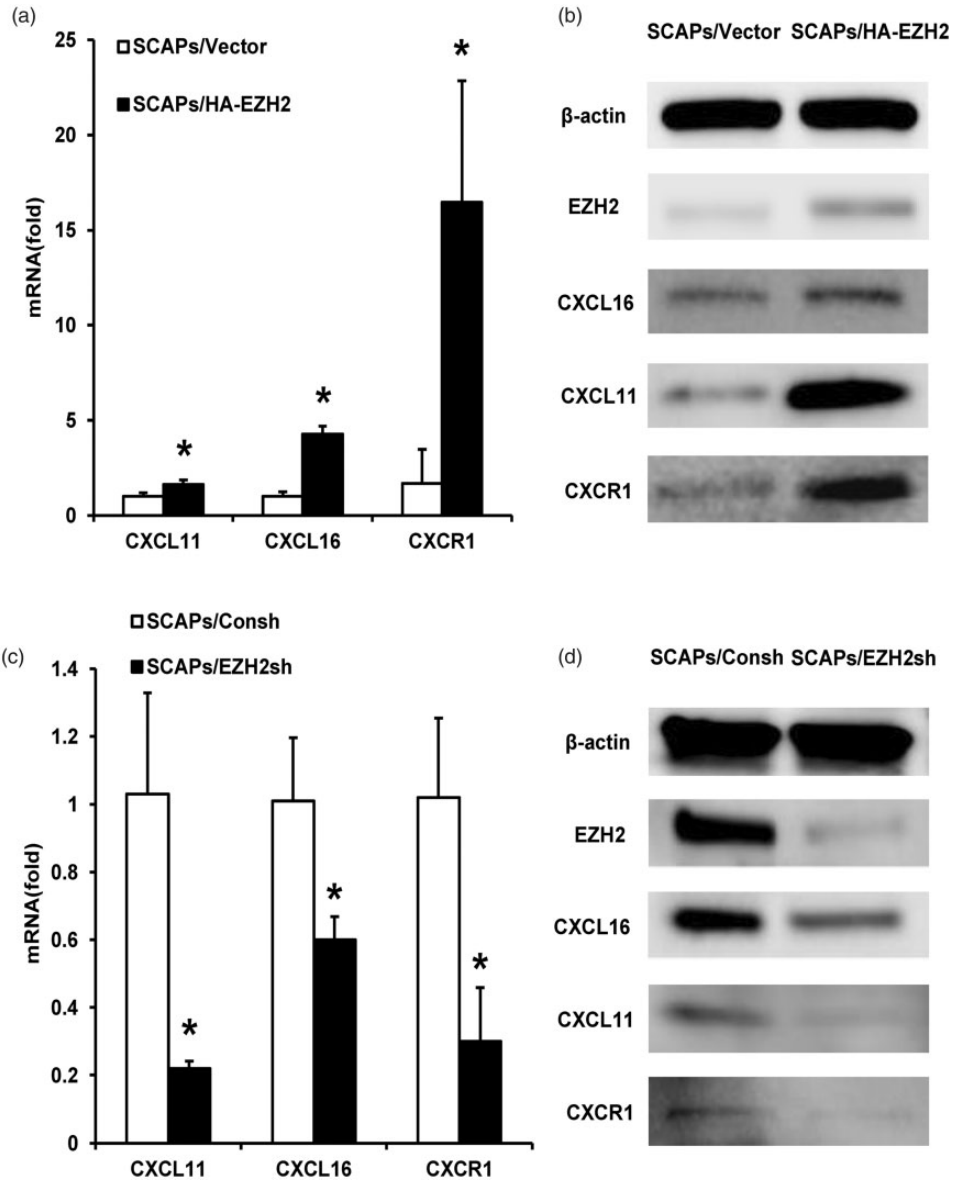 (a)
25
20
15
10
5
0
mRNA(fold)
SCAPs/Vector
SCAPs/HA-EZH2
*
*
*
CXCL11 CXCL16 CXCR1
(b)
SCAPs/Vector SCAPs/HA-EZH2
β-actin
EZH2
CXCL16
CXCL11
CXCR1
(c)
SCAPs/Consh
SCAPs/EZH2sh
1.4
1.2
1
0.8
0.6
0.4
0.2
0
mRNA(fold)
*
*
*
CXCL11 CXCL16 CXCR1
(d)
SCAPs/Consh SCAPs/EZH2sh
β-actin
EZH2
CXCL16
CXCL11
CXCR1